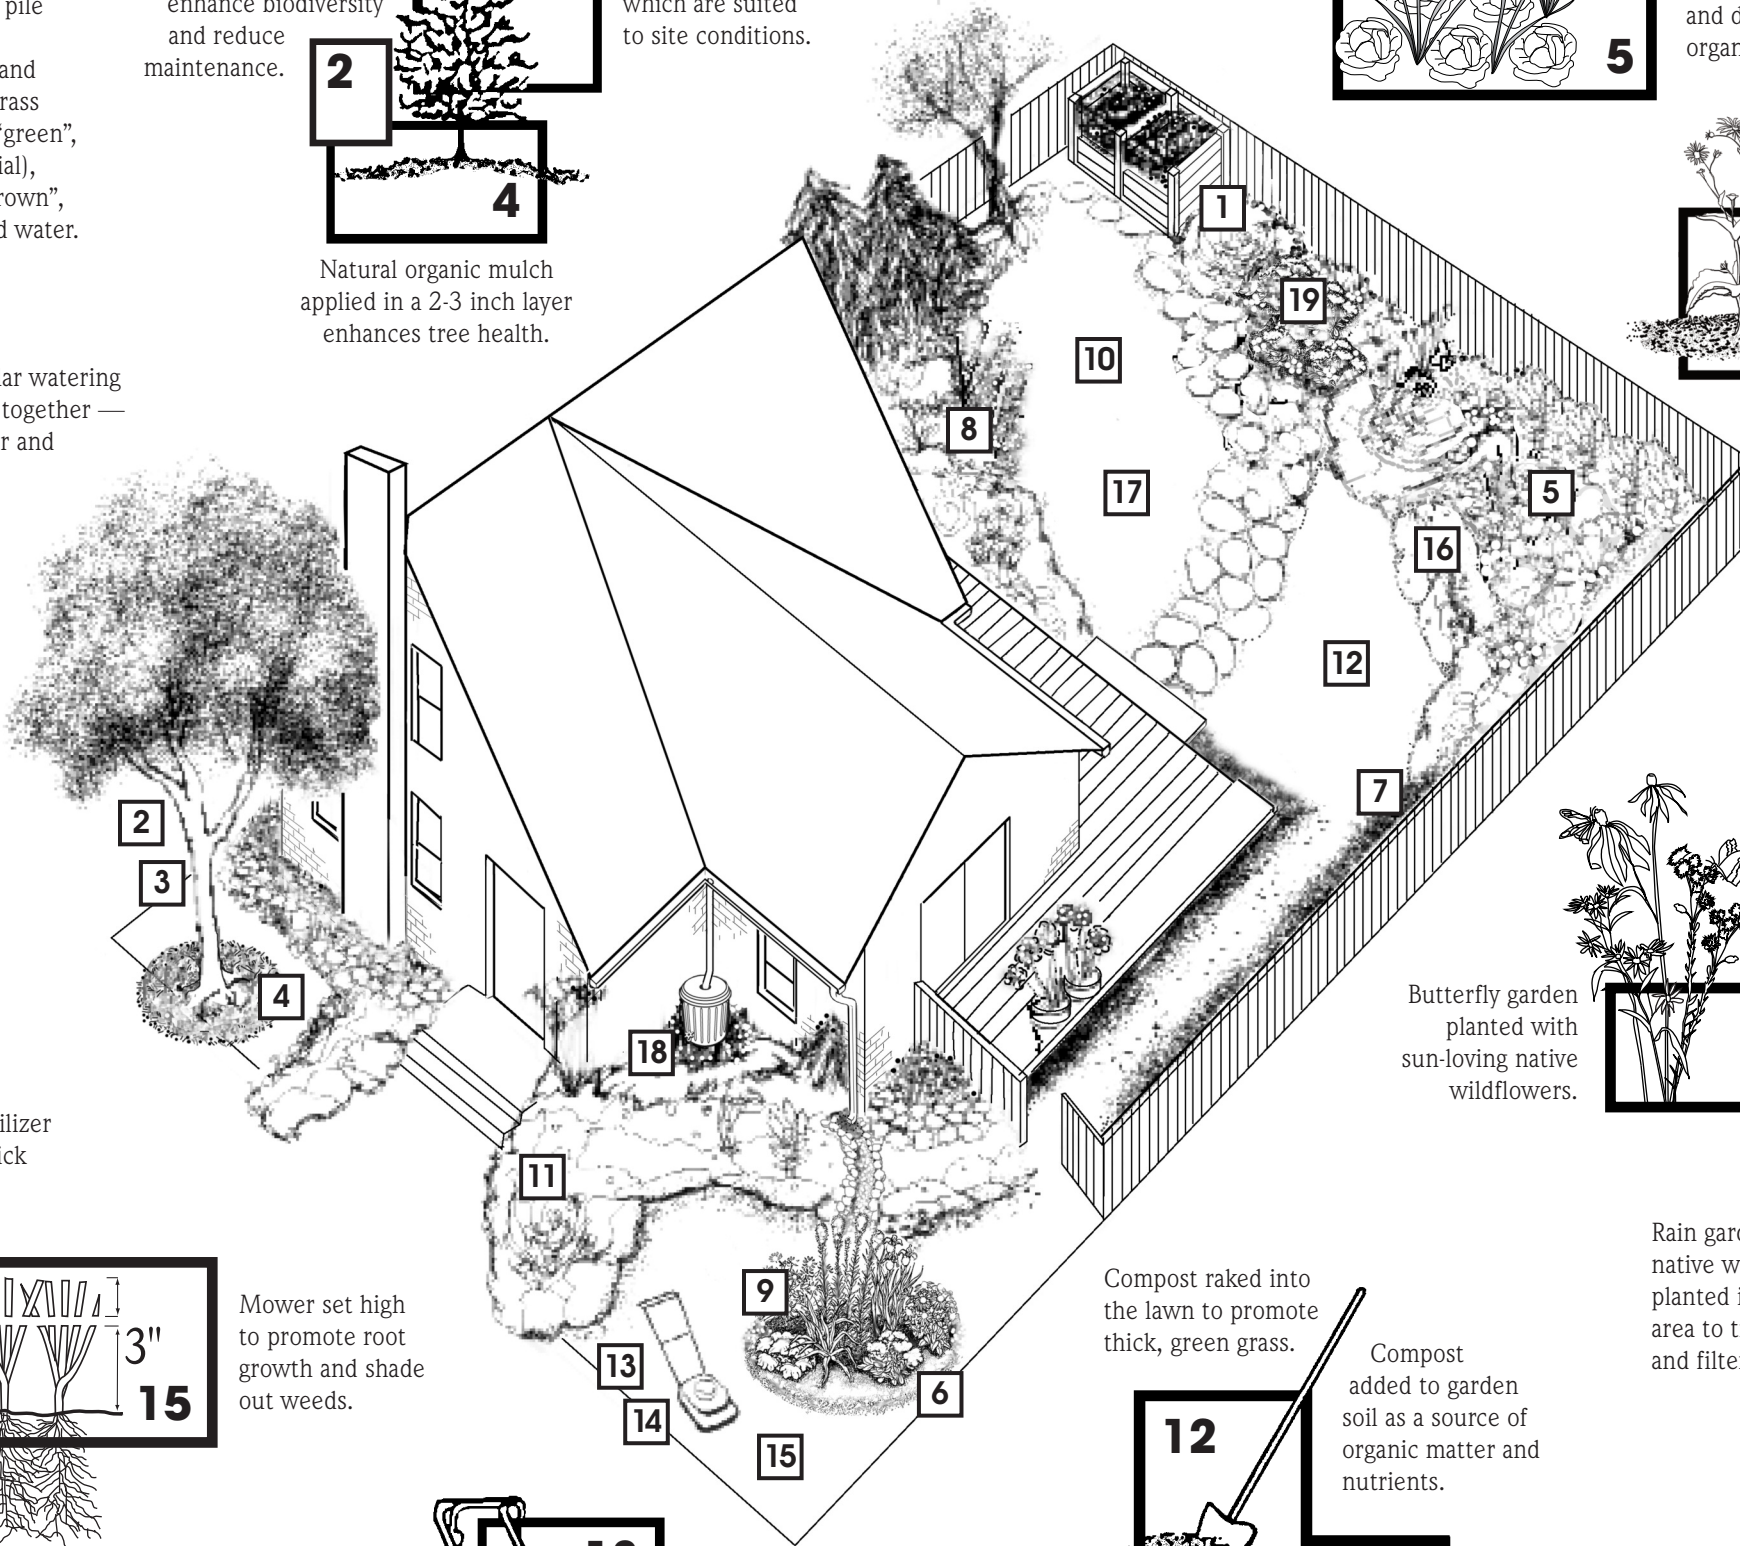 pile
and
rass
“green”,
ial),
rown”,
d water.
enhance biodiversity
and reduce
maintenance.
2
4
Natural organic mulch
applied in a 2-3 inch layer
enhances tree health.
which are suited
to site conditions.
5
and d
organ
ar watering
together —
r and
1
19
10
8
17
5
16
12
7
2
3
4
18
11
9
13
14
6
15
Butterfly garden
planted with
sun-loving native
wildflowers.
ilizer
ick
3"
15
Mower set high
to promote root
growth and shade
out weeds.
Compost raked into
the lawn to promote
thick, green grass.
12
Compost
added to garden
soil as a source of
organic matter and
nutrients.
Rain gard
native w
planted i
area to t
and filte